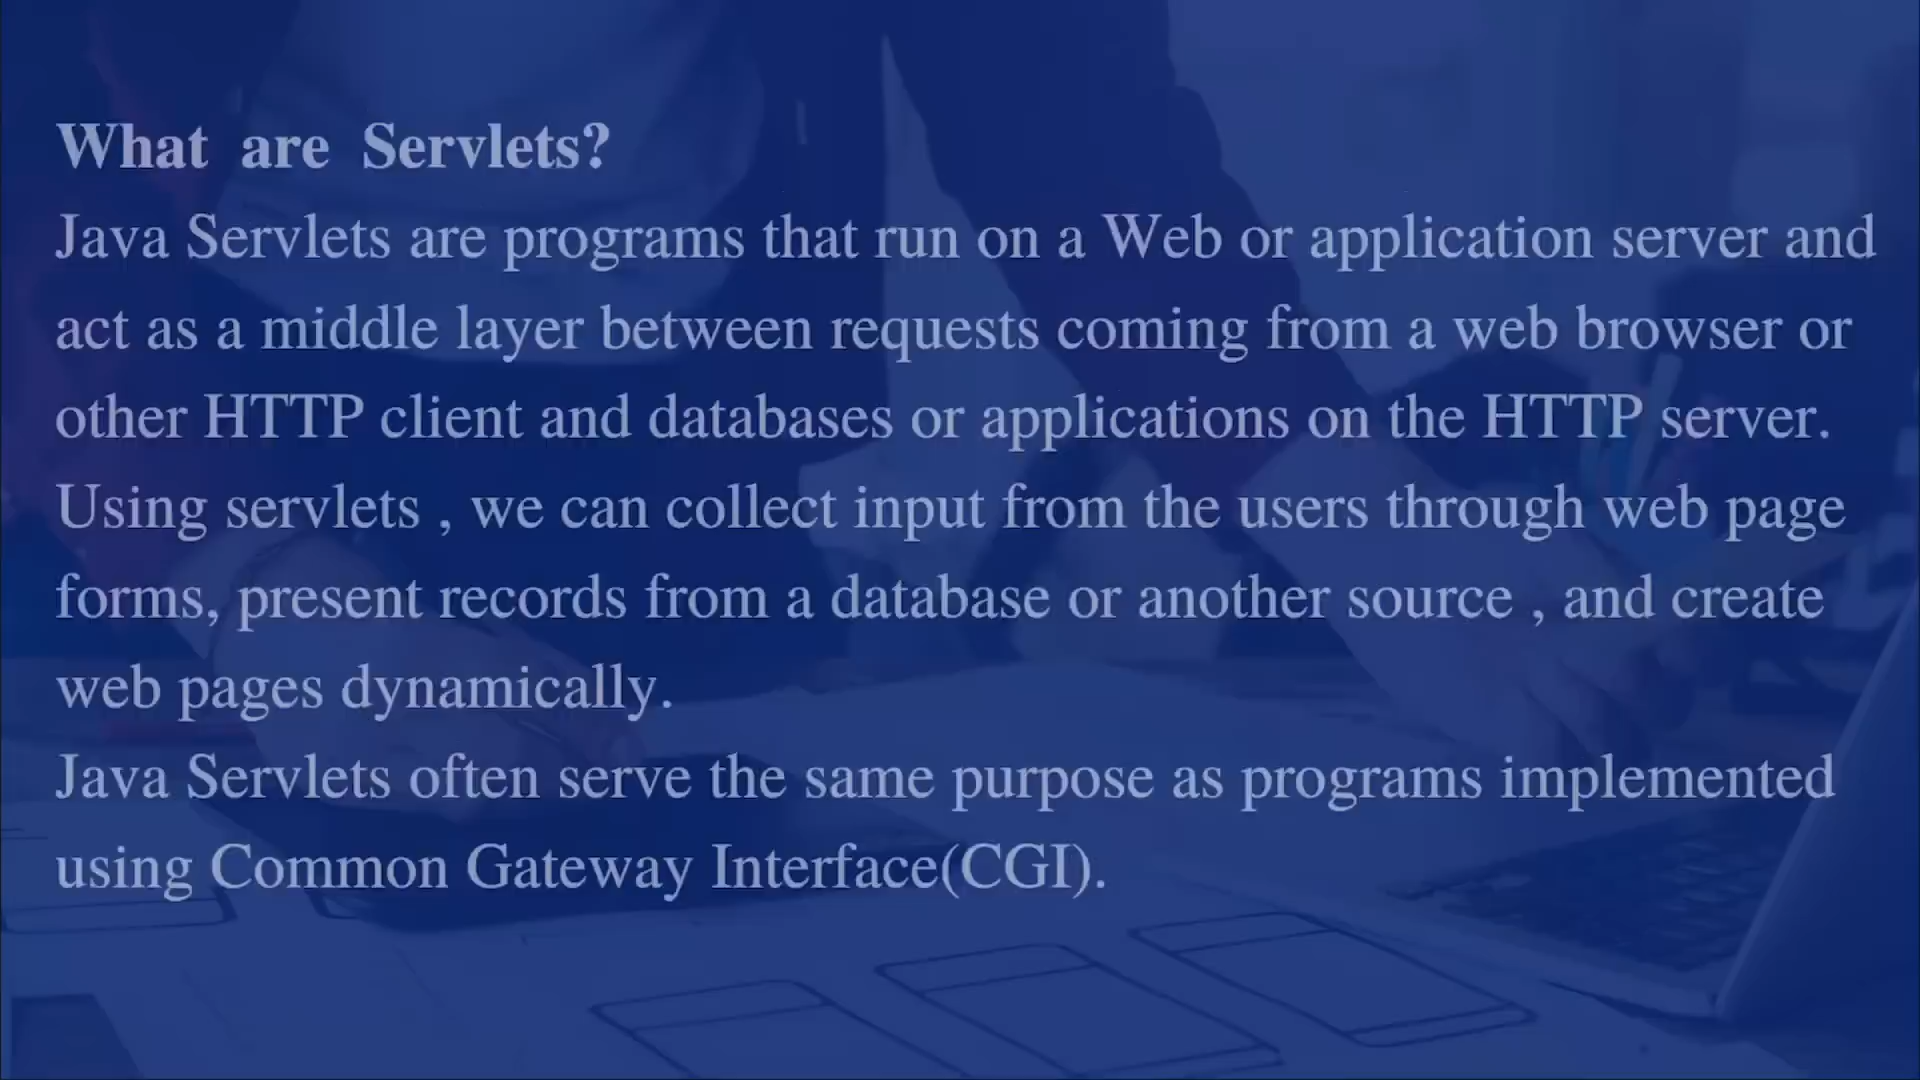 What are Servlets?
Java Servlets are programs that run on a Web or application server and
act as a middle layer between requests coming from a web browser or
other HTTP client and databases or applications on the HTTP server.
Using servlets , we can collect input from the users through web page
forms, present records from a database or another source , and create
web pages dynamically.
Java Servlets often serve the same purpose as programs implemented
using Common Gateway Interface(CGI).